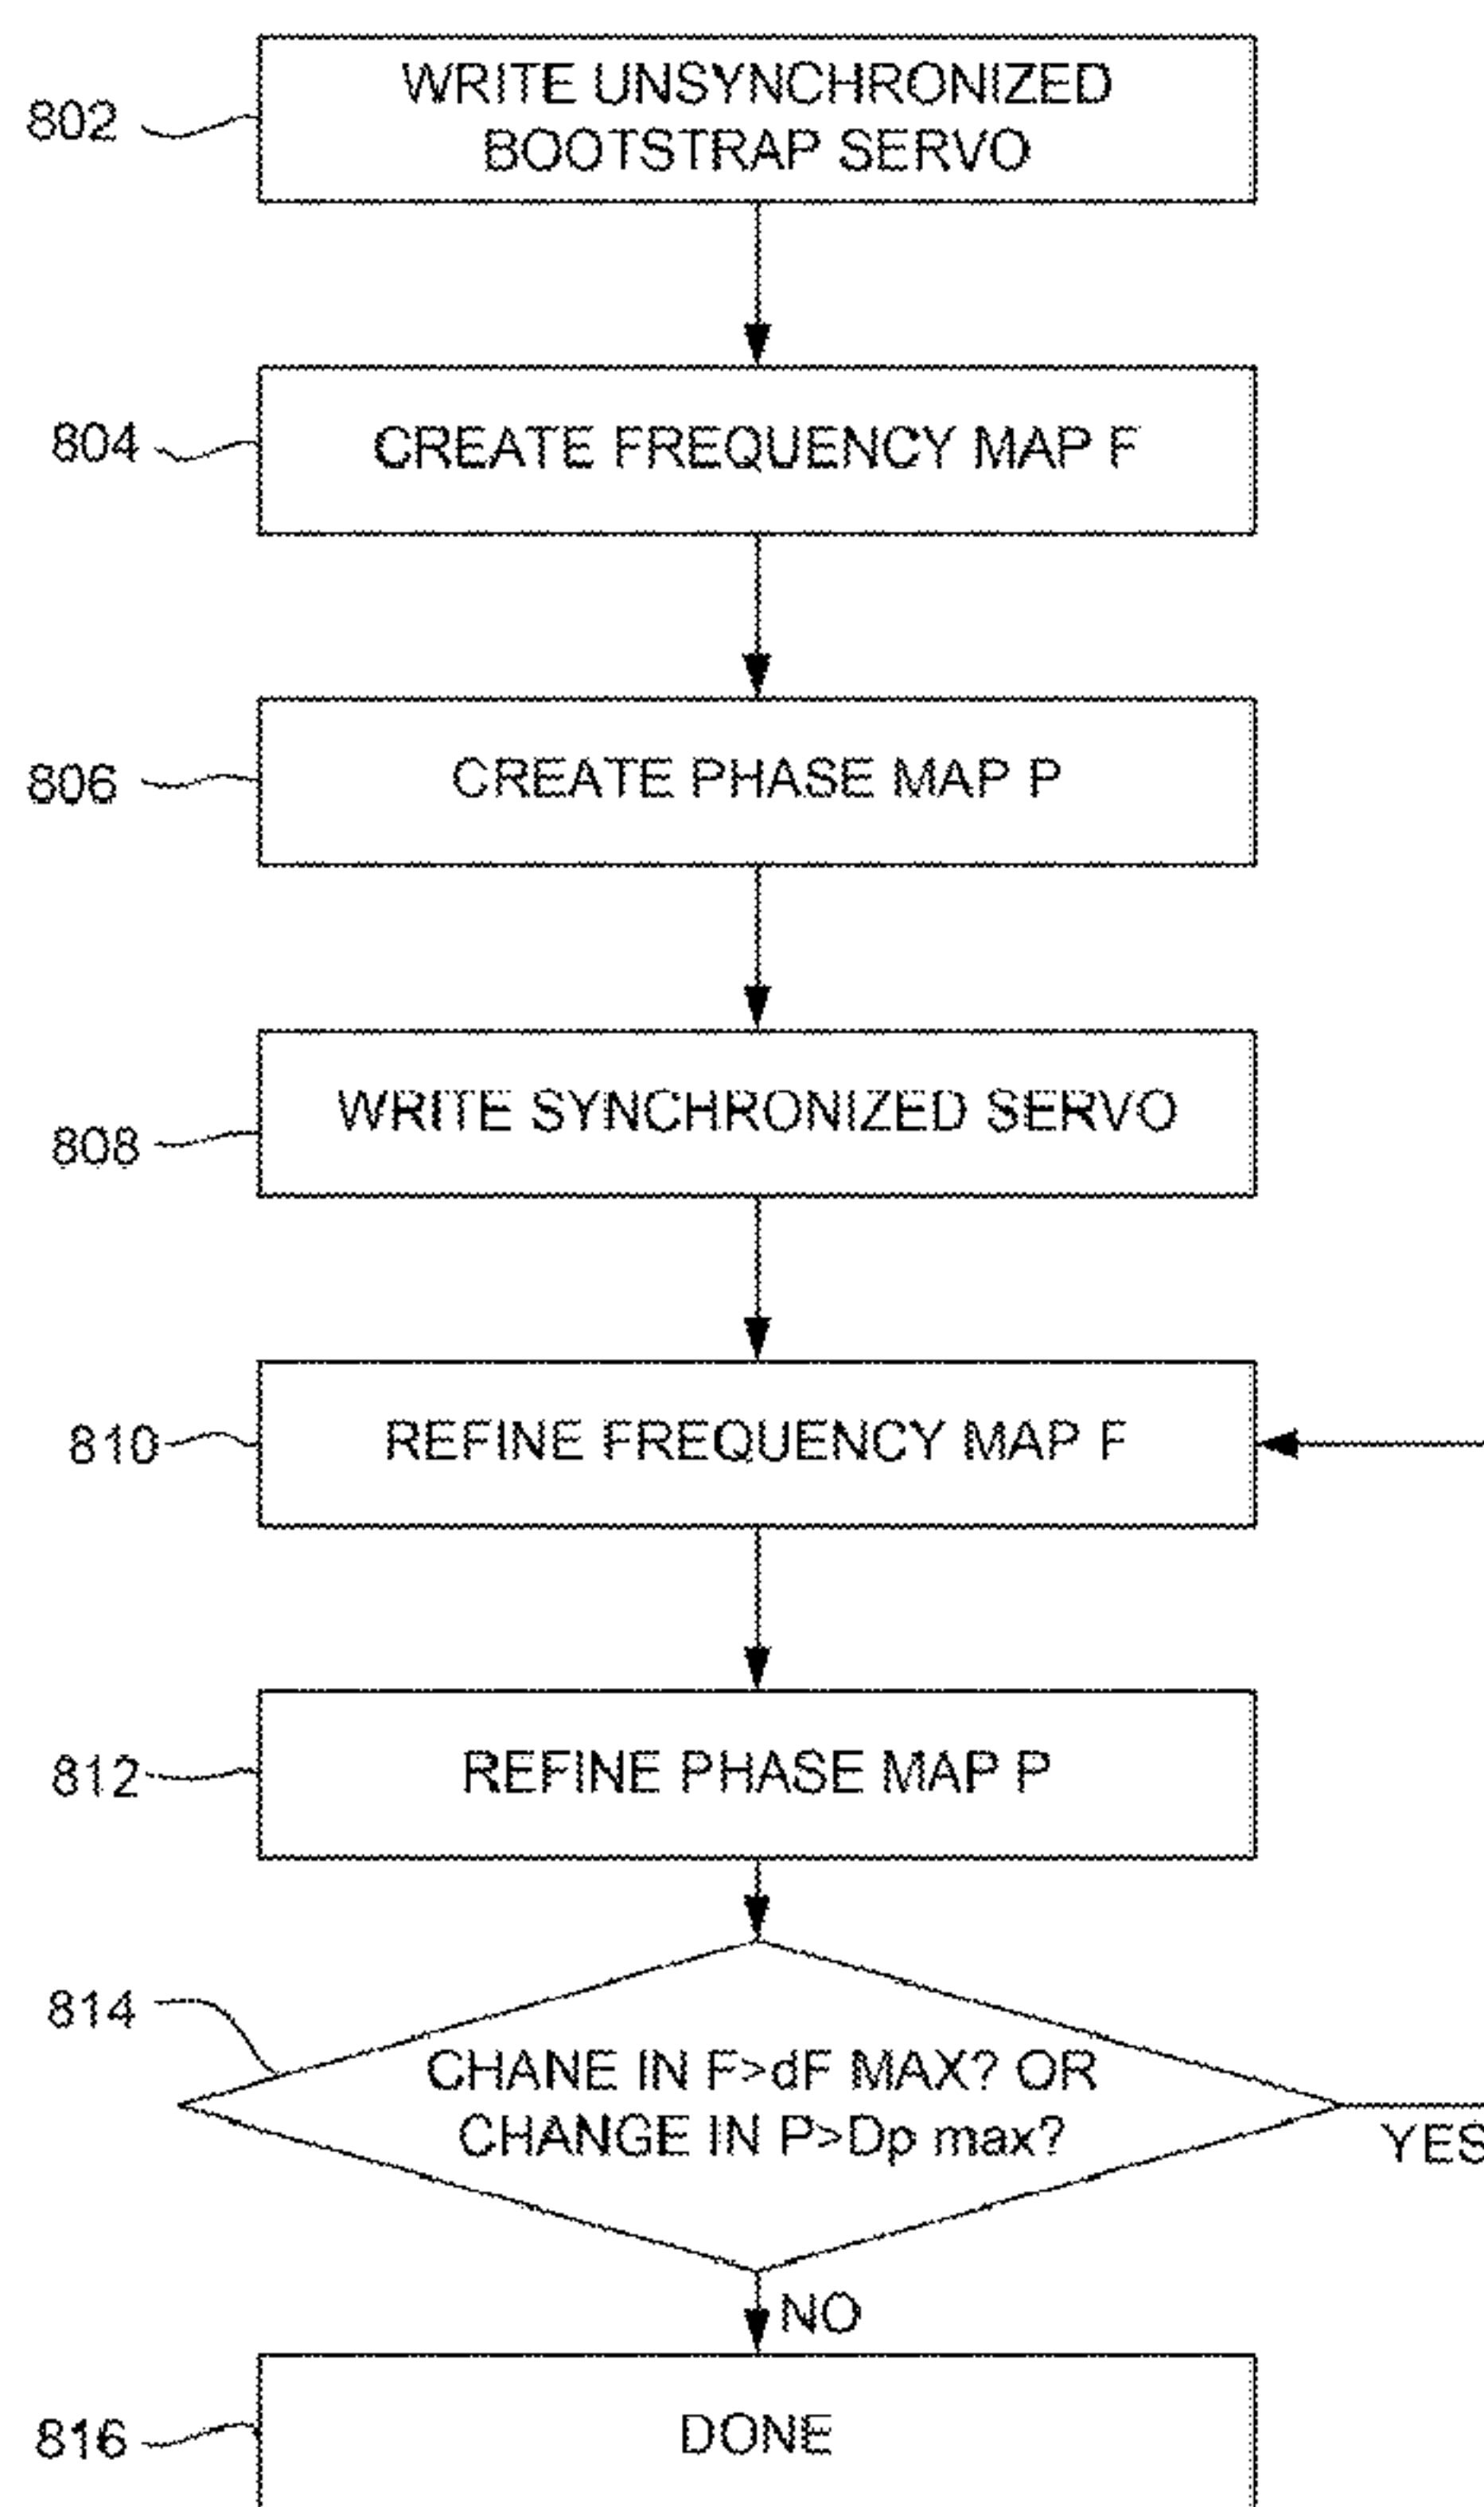 WRITE UNSYNCHRONIZED
BOOTSTRAP SERVO
802
804
CREATE FREQUENCY MAP F
806
CREATE PHASE MAP P
808
WRITE SYNCHRONIZED SERVO
810
REFINE FREQUENCY MAP F
812
REFINE PHASE MAP P
814
CHANE IN F>dF MAX? OR
CHANGE IN P>Dp max?
YES
NO
816
DONE